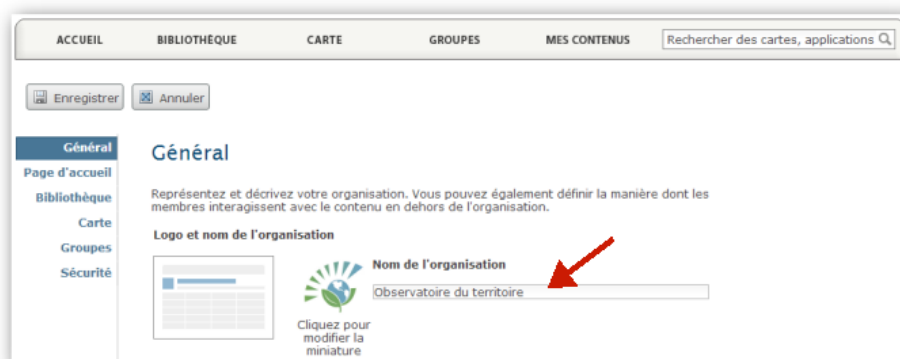 ACCUEIL BIBLIOTHÈQUE CARTE GROUPES MES CONTENUS Rechercher des cartes, applications
Enregistrer Annuler
Général
Page d'accueil
Bibliothèque
Carte
Groupes
Sécurité
Général
Représentez et décrivez votre organisation. Vous pouvez également définir la manière dont les
membres interagissent avec le contenu en dehors de l'organisation.
Logo et nom de l'organisation
Nom de l'organisation
Observatoire du territoire
Cliquez pour
modifier la
miniature